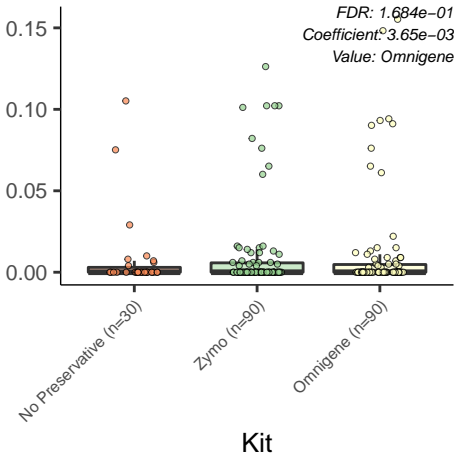 FDR: 1.684e−01
Coefficient: 3.65e−03
Value: Omnigene
0.15
0.10
0.05
0.00
No Preservative (n=30)
Zymo (n=90)
Omnigene (n=90)
Kit